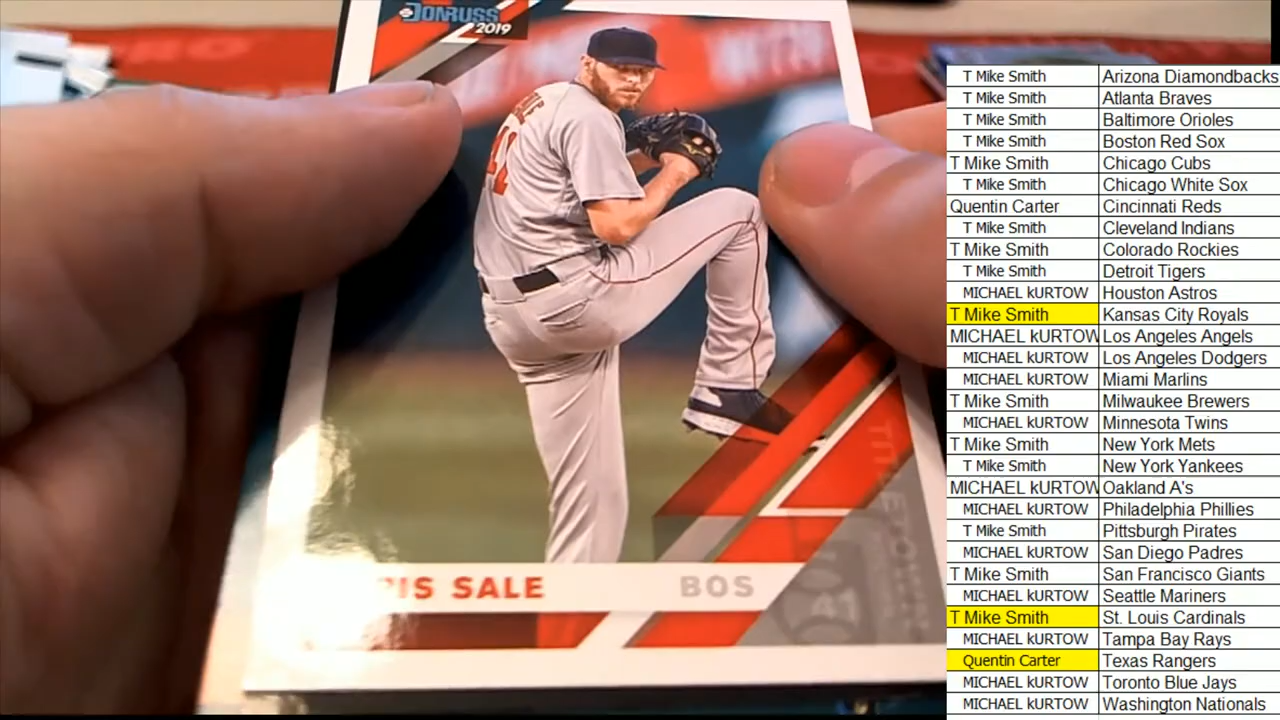 DONRUSS
2019
41
IS SALE
BOS
T Mike Smith Arizona Diamondbacks
T Mike Smith Atlanta Braves
T Mike Smith Baltimore Orioles
T Mike Smith Boston Red Sox
T Mike Smith Chicago Cubs
T Mike Smith Chicago White Sox
Quentin Carter Cincinnati Reds
T Mike Smith Cleveland Indians
T Mike Smith Colorado Rockies
T Mike Smith Detroit Tigers
MICHAEL kURTOW Houston Astros
T Mike Smith Kansas City Royals
MICHAEL kURTOW Los Angeles Angels
MICHAEL kURTOW Los Angeles Dodgers
MICHAEL kURTOW Miami Marlins
T Mike Smith Milwaukee Brewers
MICHAEL kURTOW Minnesota Twins
T Mike Smith New York Mets
T Mike Smith New York Yankees
MICHAEL kURTOW Oakland A's
MICHAEL kURTOW Philadelphia Phillies
T Mike Smith Pittsburgh Pirates
MICHAEL kURTOW San Diego Padres
T Mike Smith San Francisco Giants
MICHAEL kURTOW Seattle Mariners
T Mike Smith St. Louis Cardinals
MICHAEL kURTOW Tampa Bay Rays
Quentin Carter Texas Rangers
MICHAEL kURTOW Toronto Blue Jays
MICHAEL kURTOW Washington Nationals